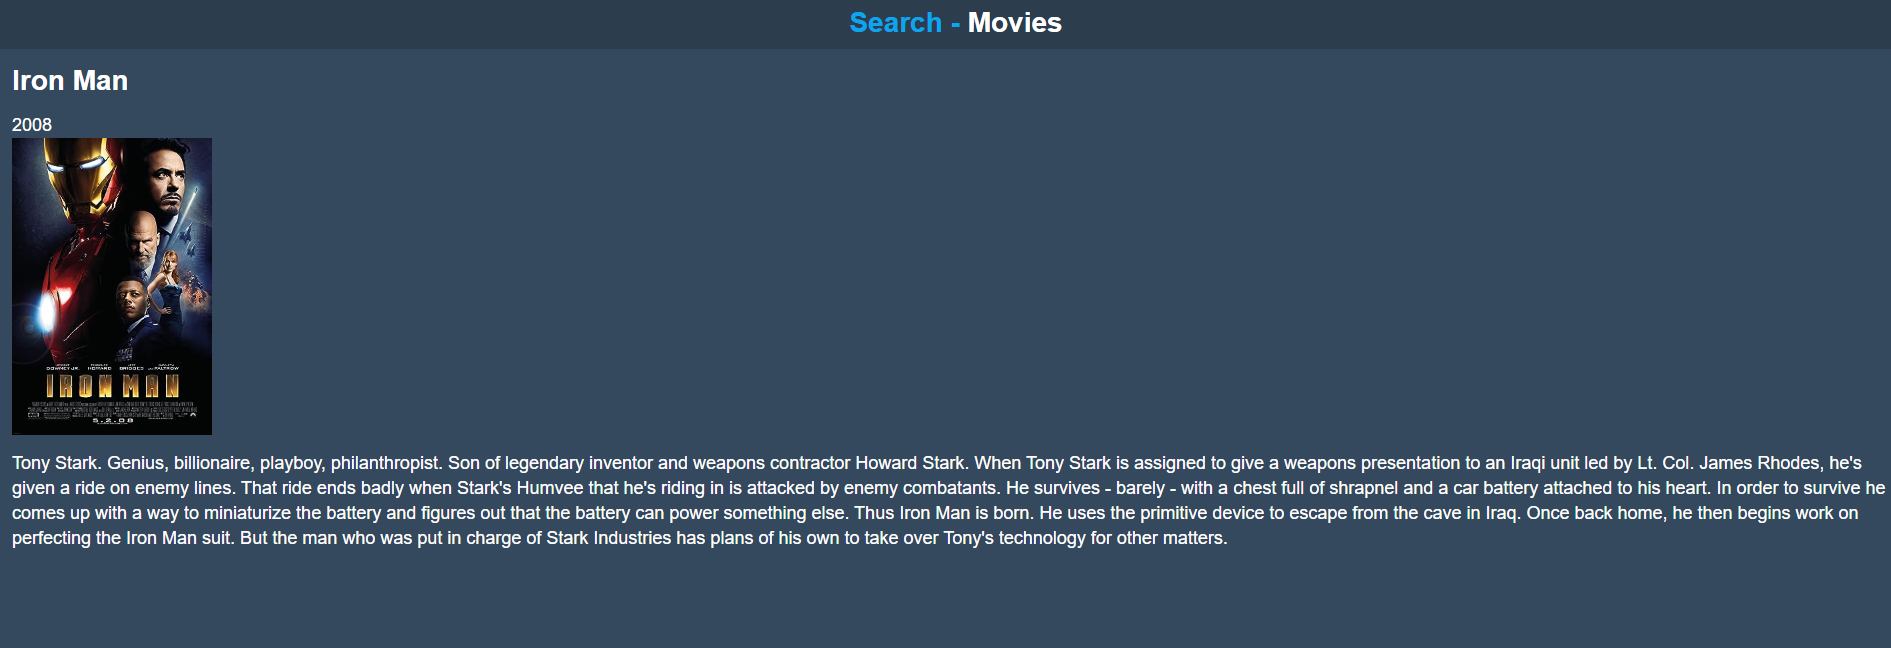 Search - Movies
Iron Man
2008
DOWNEY JR. HOWARD BRIDGES PALTROW
IRON MAN
5.2.08
Tony Stark. Genius, billionaire, playboy, philanthropist. Son of legendary inventor and weapons contractor Howard Stark. When Tony Stark is assigned to give a weapons presentation to an Iraqi unit led by Lt. Col. James Rhodes, he's
given a ride on enemy lines. That ride ends badly when Stark's Humvee that he's riding in is attacked by enemy combatants. He survives - barely - with a chest full of shrapnel and a car battery attached to his heart. In order to survive he
comes up with a way to miniaturize the battery and figures out that the battery can power something else. Thus Iron Man is born. He uses the primitive device to escape from the cave in Iraq. Once back home, he then begins work on
perfecting the Iron Man suit. But the man who was put in charge of Stark Industries has plans of his own to take over Tony's technology for other matters.